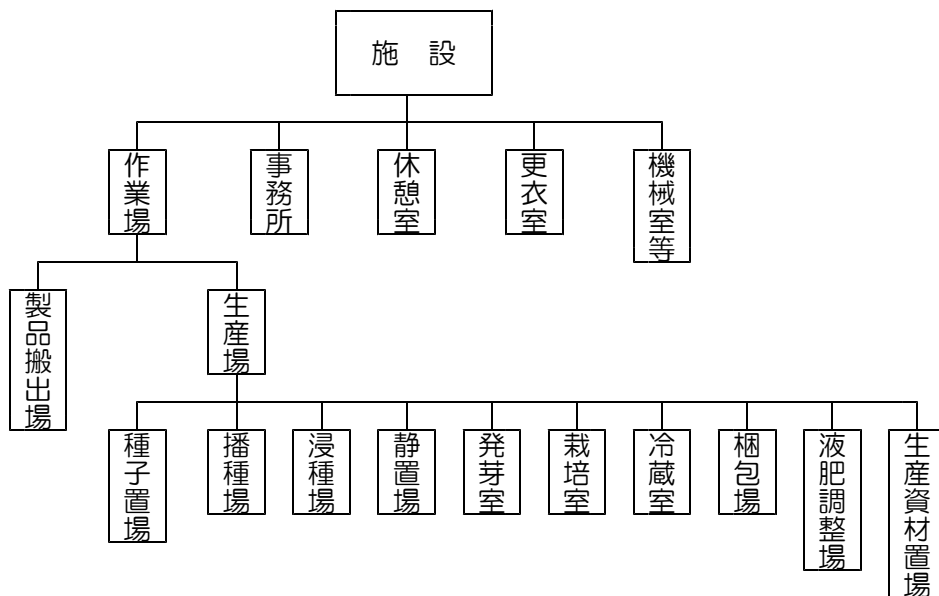 施　設
作業場
事務所
休憩室
更衣室
機械室等
製品搬出場
生産場
種子置場
播種場
浸種場
静置場
発芽室
栽培室
冷蔵室
梱包場
液肥調整場
生産資材置場